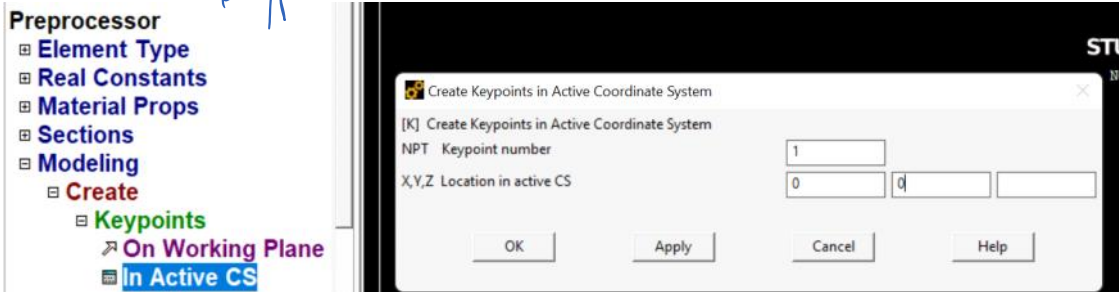 Preprocessor
Element Type
Real Constants
Material Props
Sections
Modeling
Create
Keypoints
On Working Plane
In Active CS
STU
N
Create Keypoints in Active Coordinate System
[K] Create Keypoints in Active Coordinate System
NPT Keypoint number 1
X,Y,Z Location in active CS 0 0
OK Apply Cancel Help